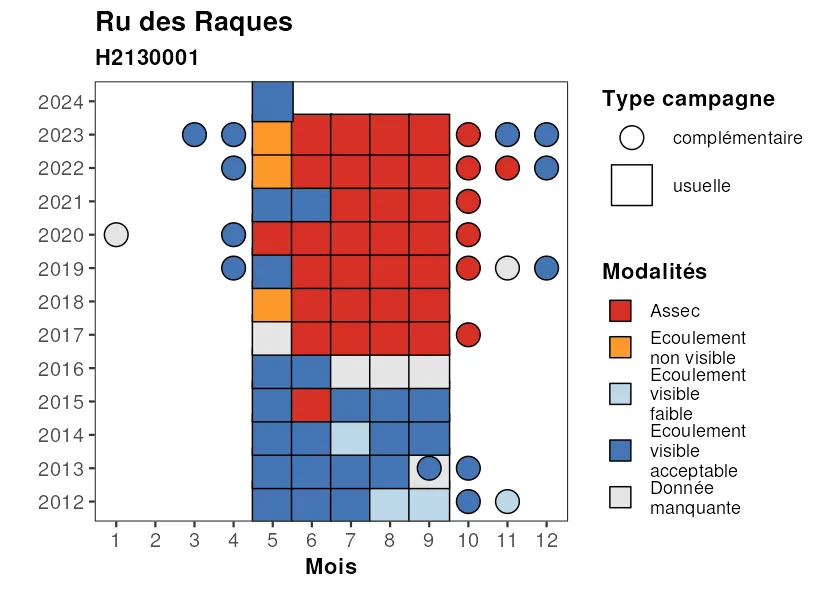 Ru des Raques
H2130001
2024
2023
2022
2021
2020
2019
2018
2017
2016
2015
2014
2013
2012
1 2 3 4 5 6 7 8 9 10 11 12
Mois
Type campagne
complémentaire
usuelle
Modalités
Assec
Ecoulement
non visible
Ecoulement
visible
faible
Ecoulement
visible
acceptable
Donnée
manquante